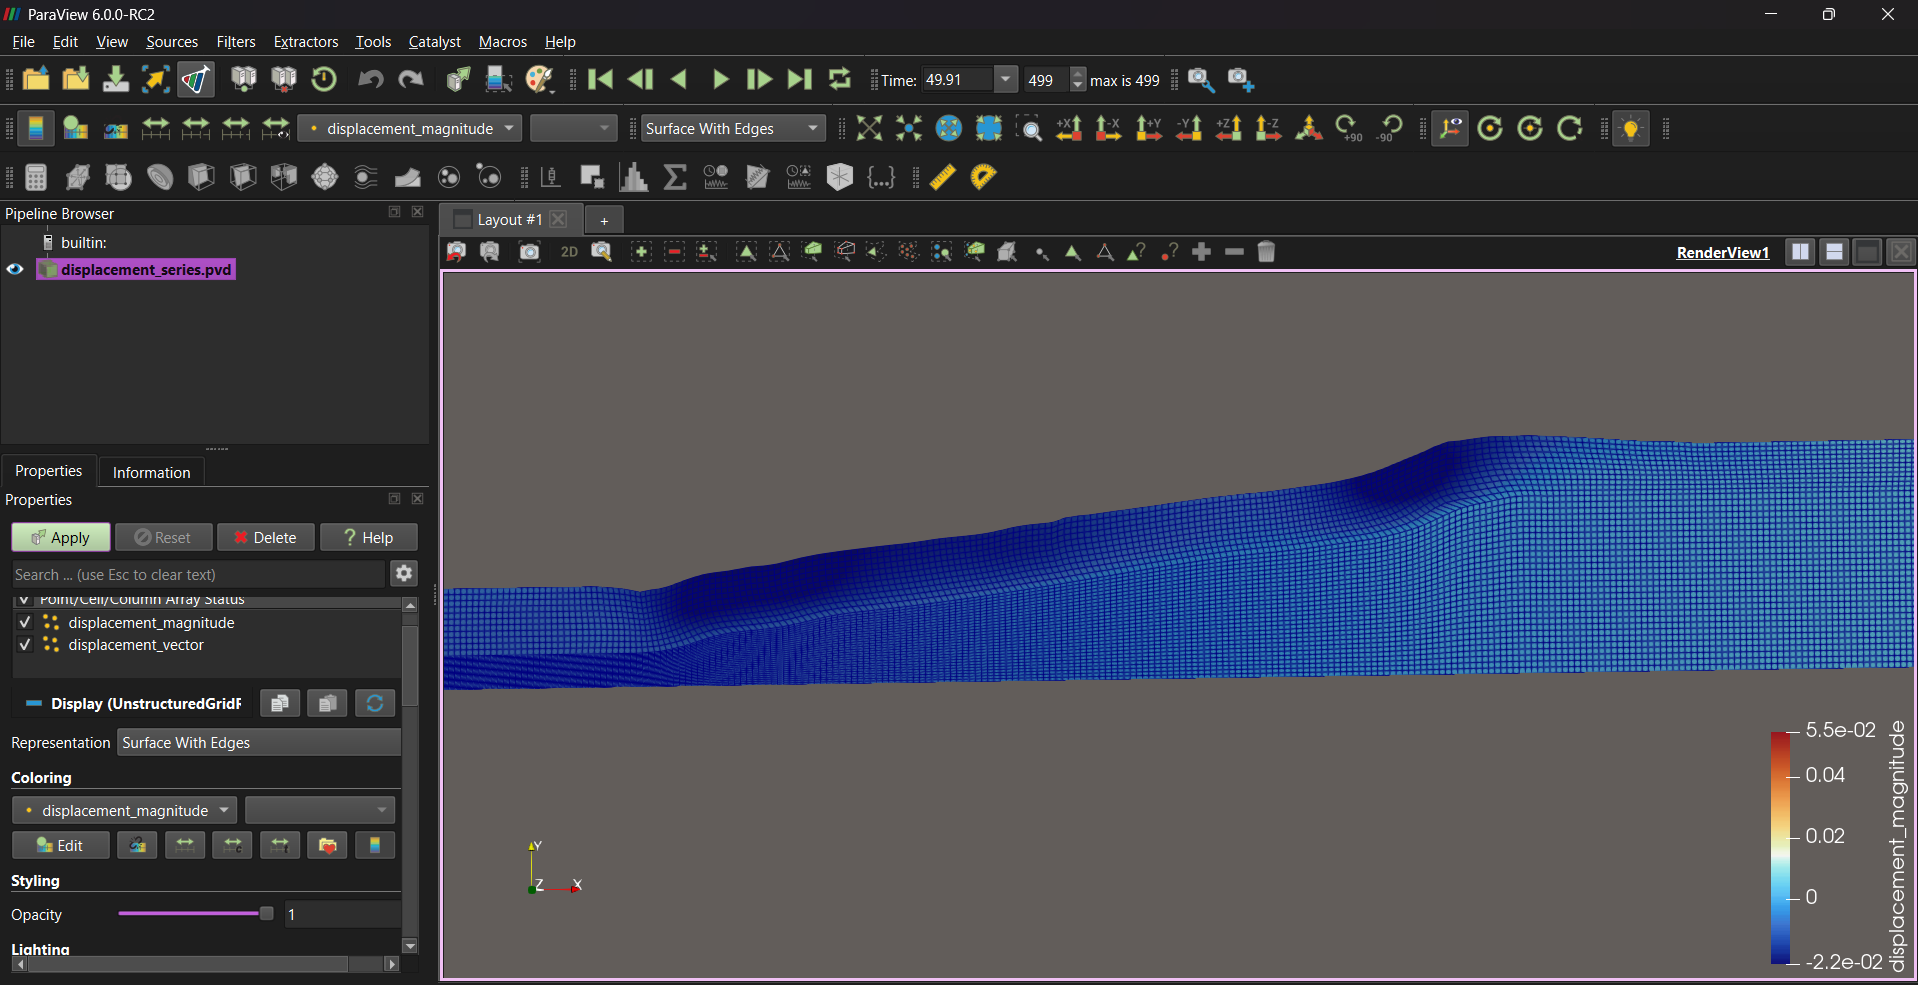 ParaView 6.0.0-RC2
File Edit View Sources Filters Extractors Tools Catalyst Macros Help
Time: 49.91 499 max is 499
displacement_magnitude Surface With Edges +X -X +Y -Y +Z -Z +90 -90
Pipeline Browser
builtin:
displacement_series.pvd
Layout #1 +
2D RenderView1
Properties Information
Properties
Apply Reset Delete ? Help
Search ... (use Esc to clear text)
Point/Cell/Column Array Status
displacement_magnitude
displacement_vector
Display (UnstructuredGridR
Representation Surface With Edges
Coloring
displacement_magnitude
Edit
Styling
Opacity 1
Lighting
Y
Z X
5.5e-02
0.04
0.02
0
-2.2e-02
displacement_magnitude